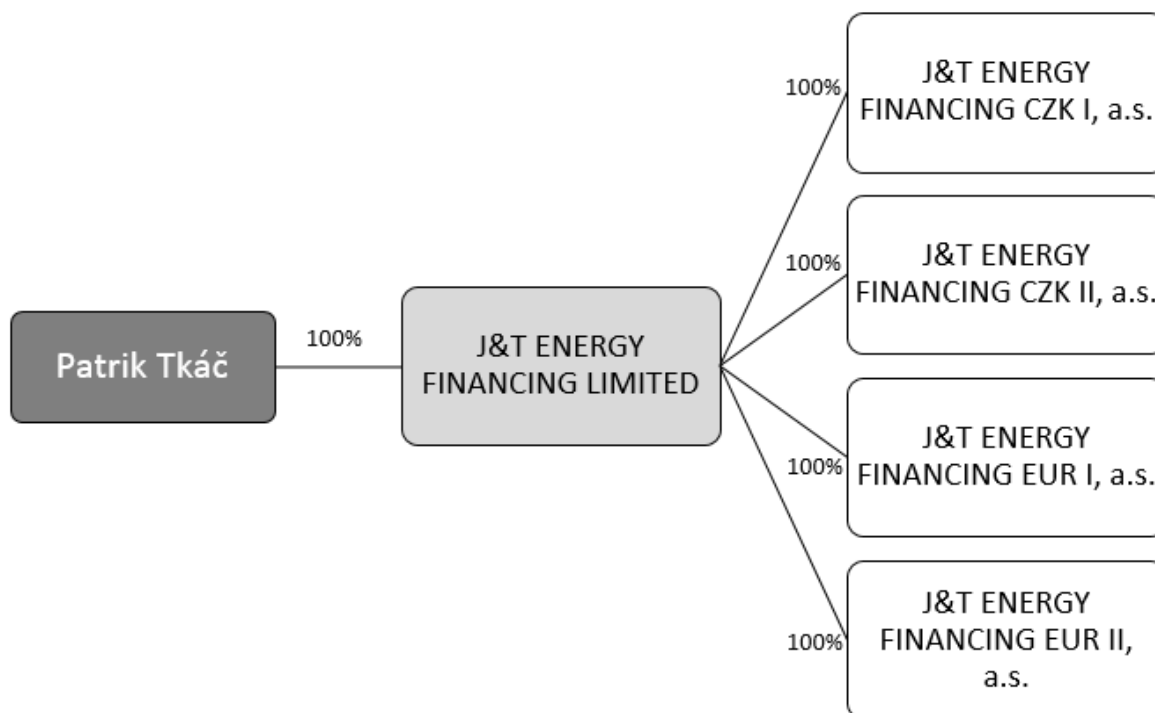 Patrik Tkáč
100%
J&T ENERGY
FINANCING LIMITED
100%
J&T ENERGY
FINANCING CZK I, a.s.
100%
J&T ENERGY
FINANCING CZK II, a.s.
100%
J&T ENERGY
FINANCING EUR I, a.s.
100%
J&T ENERGY
FINANCING EUR II,
a.s.